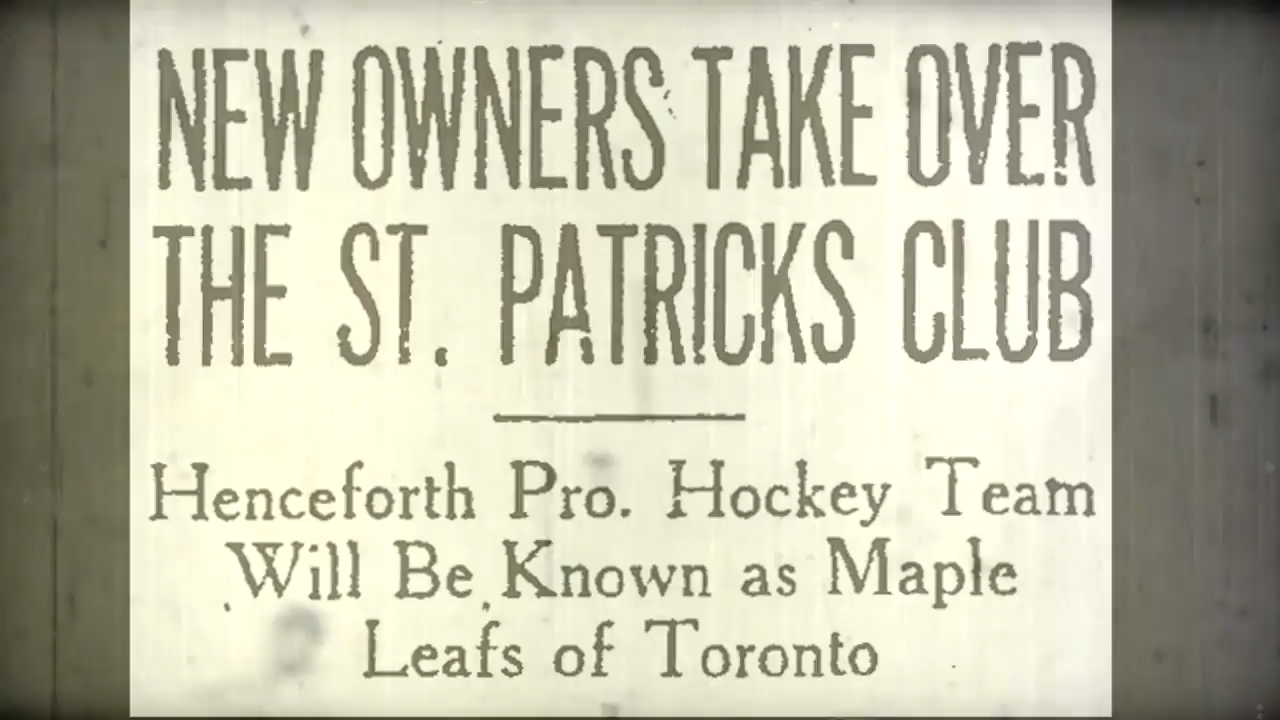 NEW OWNERS TAKE OVER
THE ST. PATRICKS CLUB
Henceforth Pro. Hockey Team
Will Be Known as Maple
Leafs of Toronto